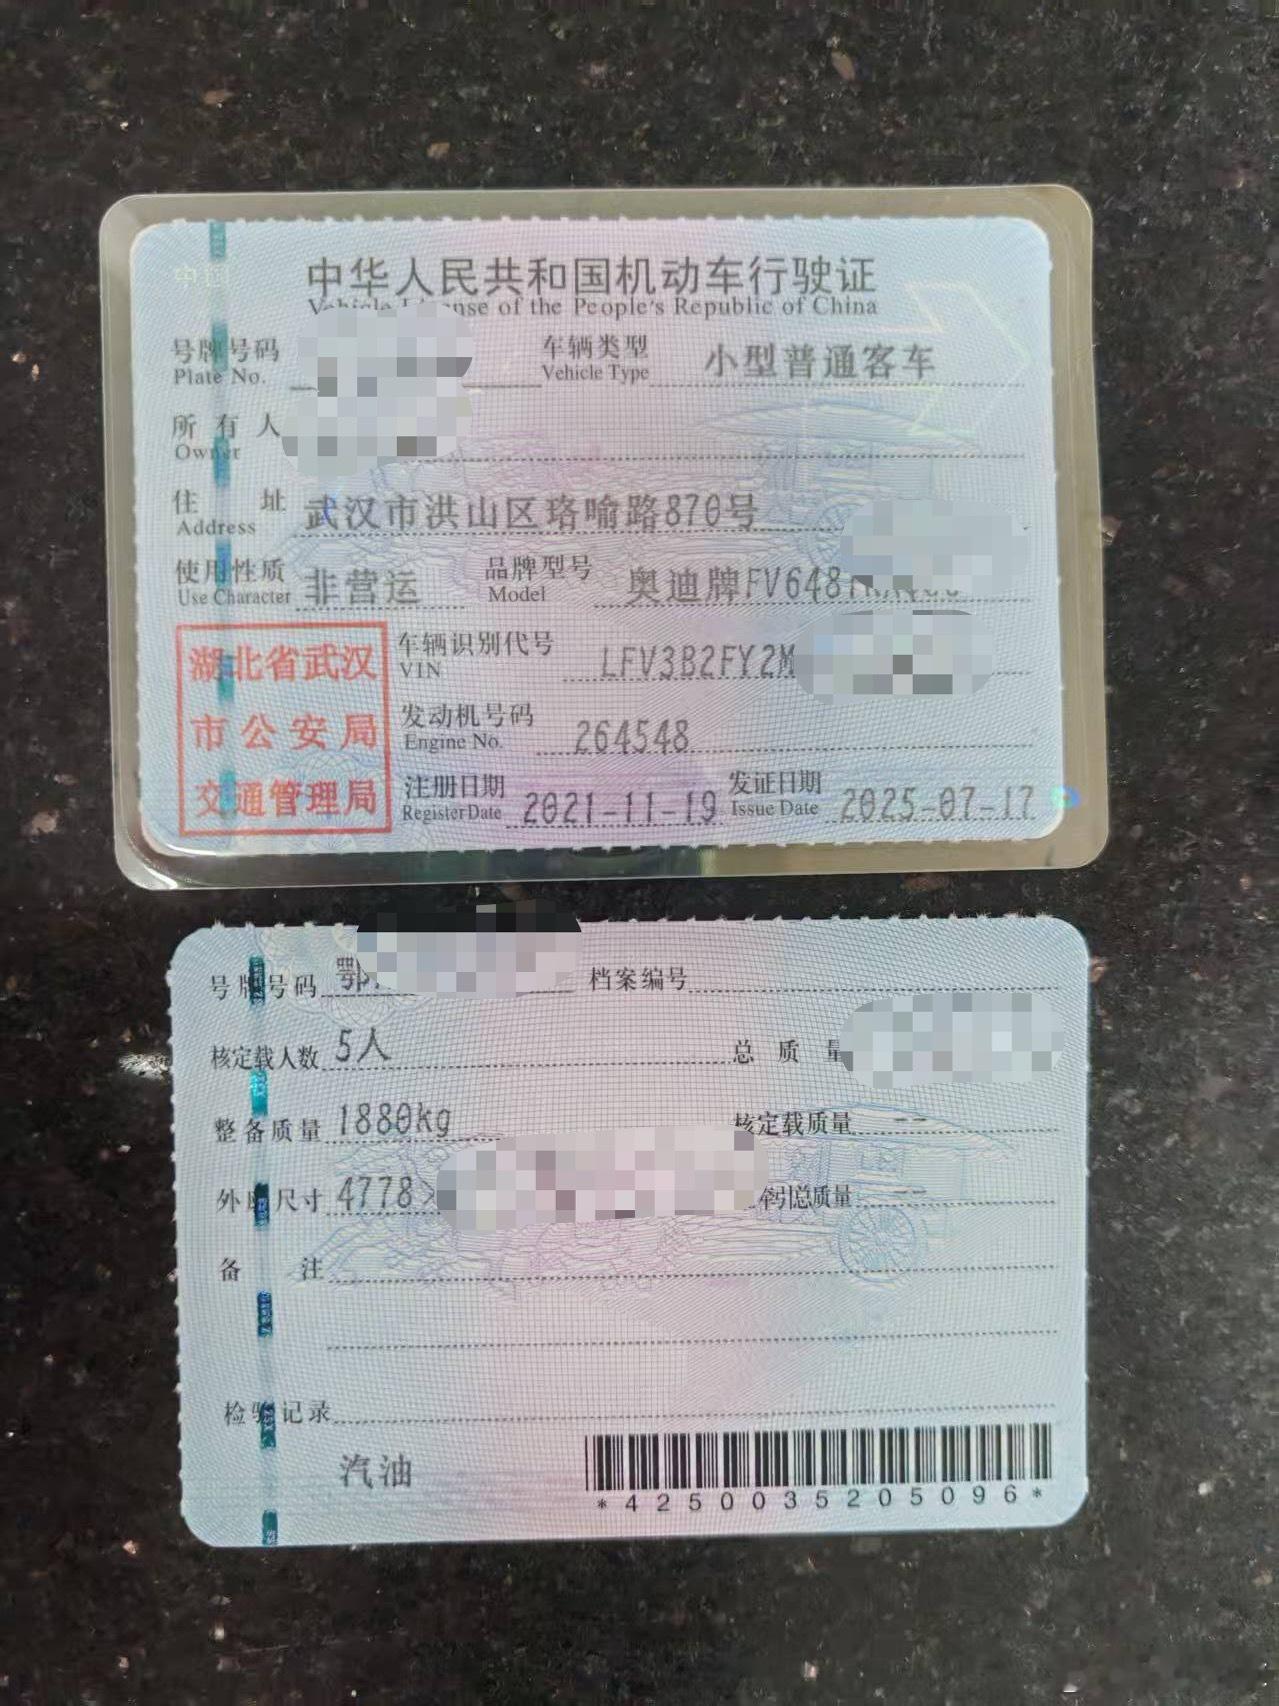 中华人民共和国机动车行驶证
Vehicle License of the People's Republic of China
号牌号码 车辆类型 小型普通客车
Plate No. Vehicle Type
所有人
Owner
住址 武汉市洪山区珞喻路870号
Address
使用性质 非营运 品牌型号 奥迪牌FV6481
Use Character Model
湖北省武汉
市公安局
交通管理局
车辆识别代号 LFV3B2FY2M
VIN
发动机号码 264548
Engine No.
注册日期 2021-11-19 发证日期 2025-07-17
Register Date Issue Date
号牌号码 鄂 档案编号
核定载人数 5人 总质量
整备质量 1880kg 核定载质量 --
外廓尺寸 4778× 牵引总质量 --
备注
检验记录
汽油
*4250035205096*